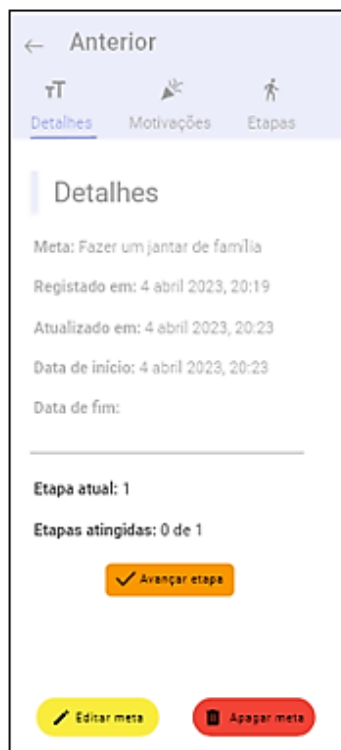 ← Anterior
Detalhes Motivações Etapas
Detalhes
Meta: Fazer um jantar de família
Registado em: 4 abril 2023, 20:19
Atualizado em: 4 abril 2023, 20:23
Data de início: 4 abril 2023, 20:23
Data de fim:
Etapa atual: 1
Etapas atingidas: 0 de 1
Avançar etapa
Editar meta Apagar meta